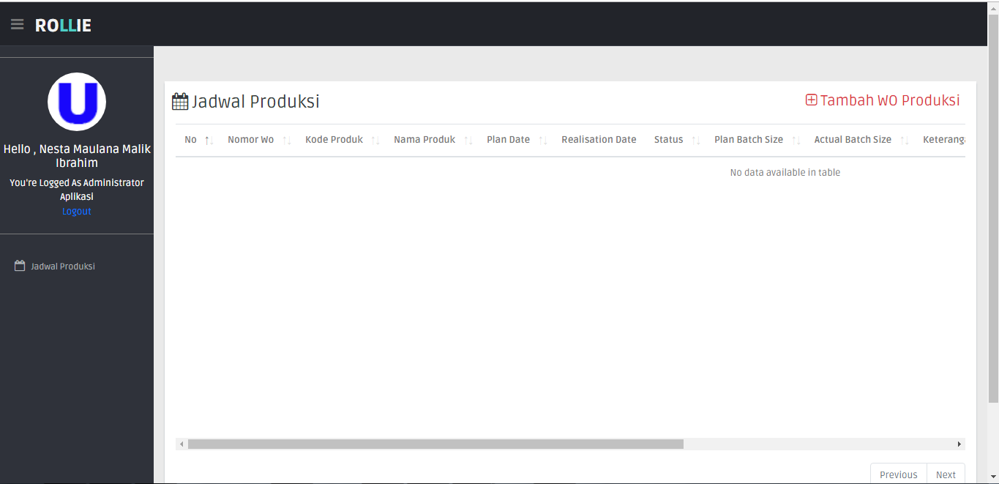 ROLLIE
U
Hello , Nesta Maulana Malik
Ibrahim
You're Logged As Administrator
Aplikasi
Logout
Jadwal Produksi
Jadwal Produksi
Tambah WO Produksi
No Nomor Wo Kode Produk Nama Produk Plan Date Realisation Date Status Plan Batch Size Actual Batch Size Keteranga
No data available in table
Previous Next